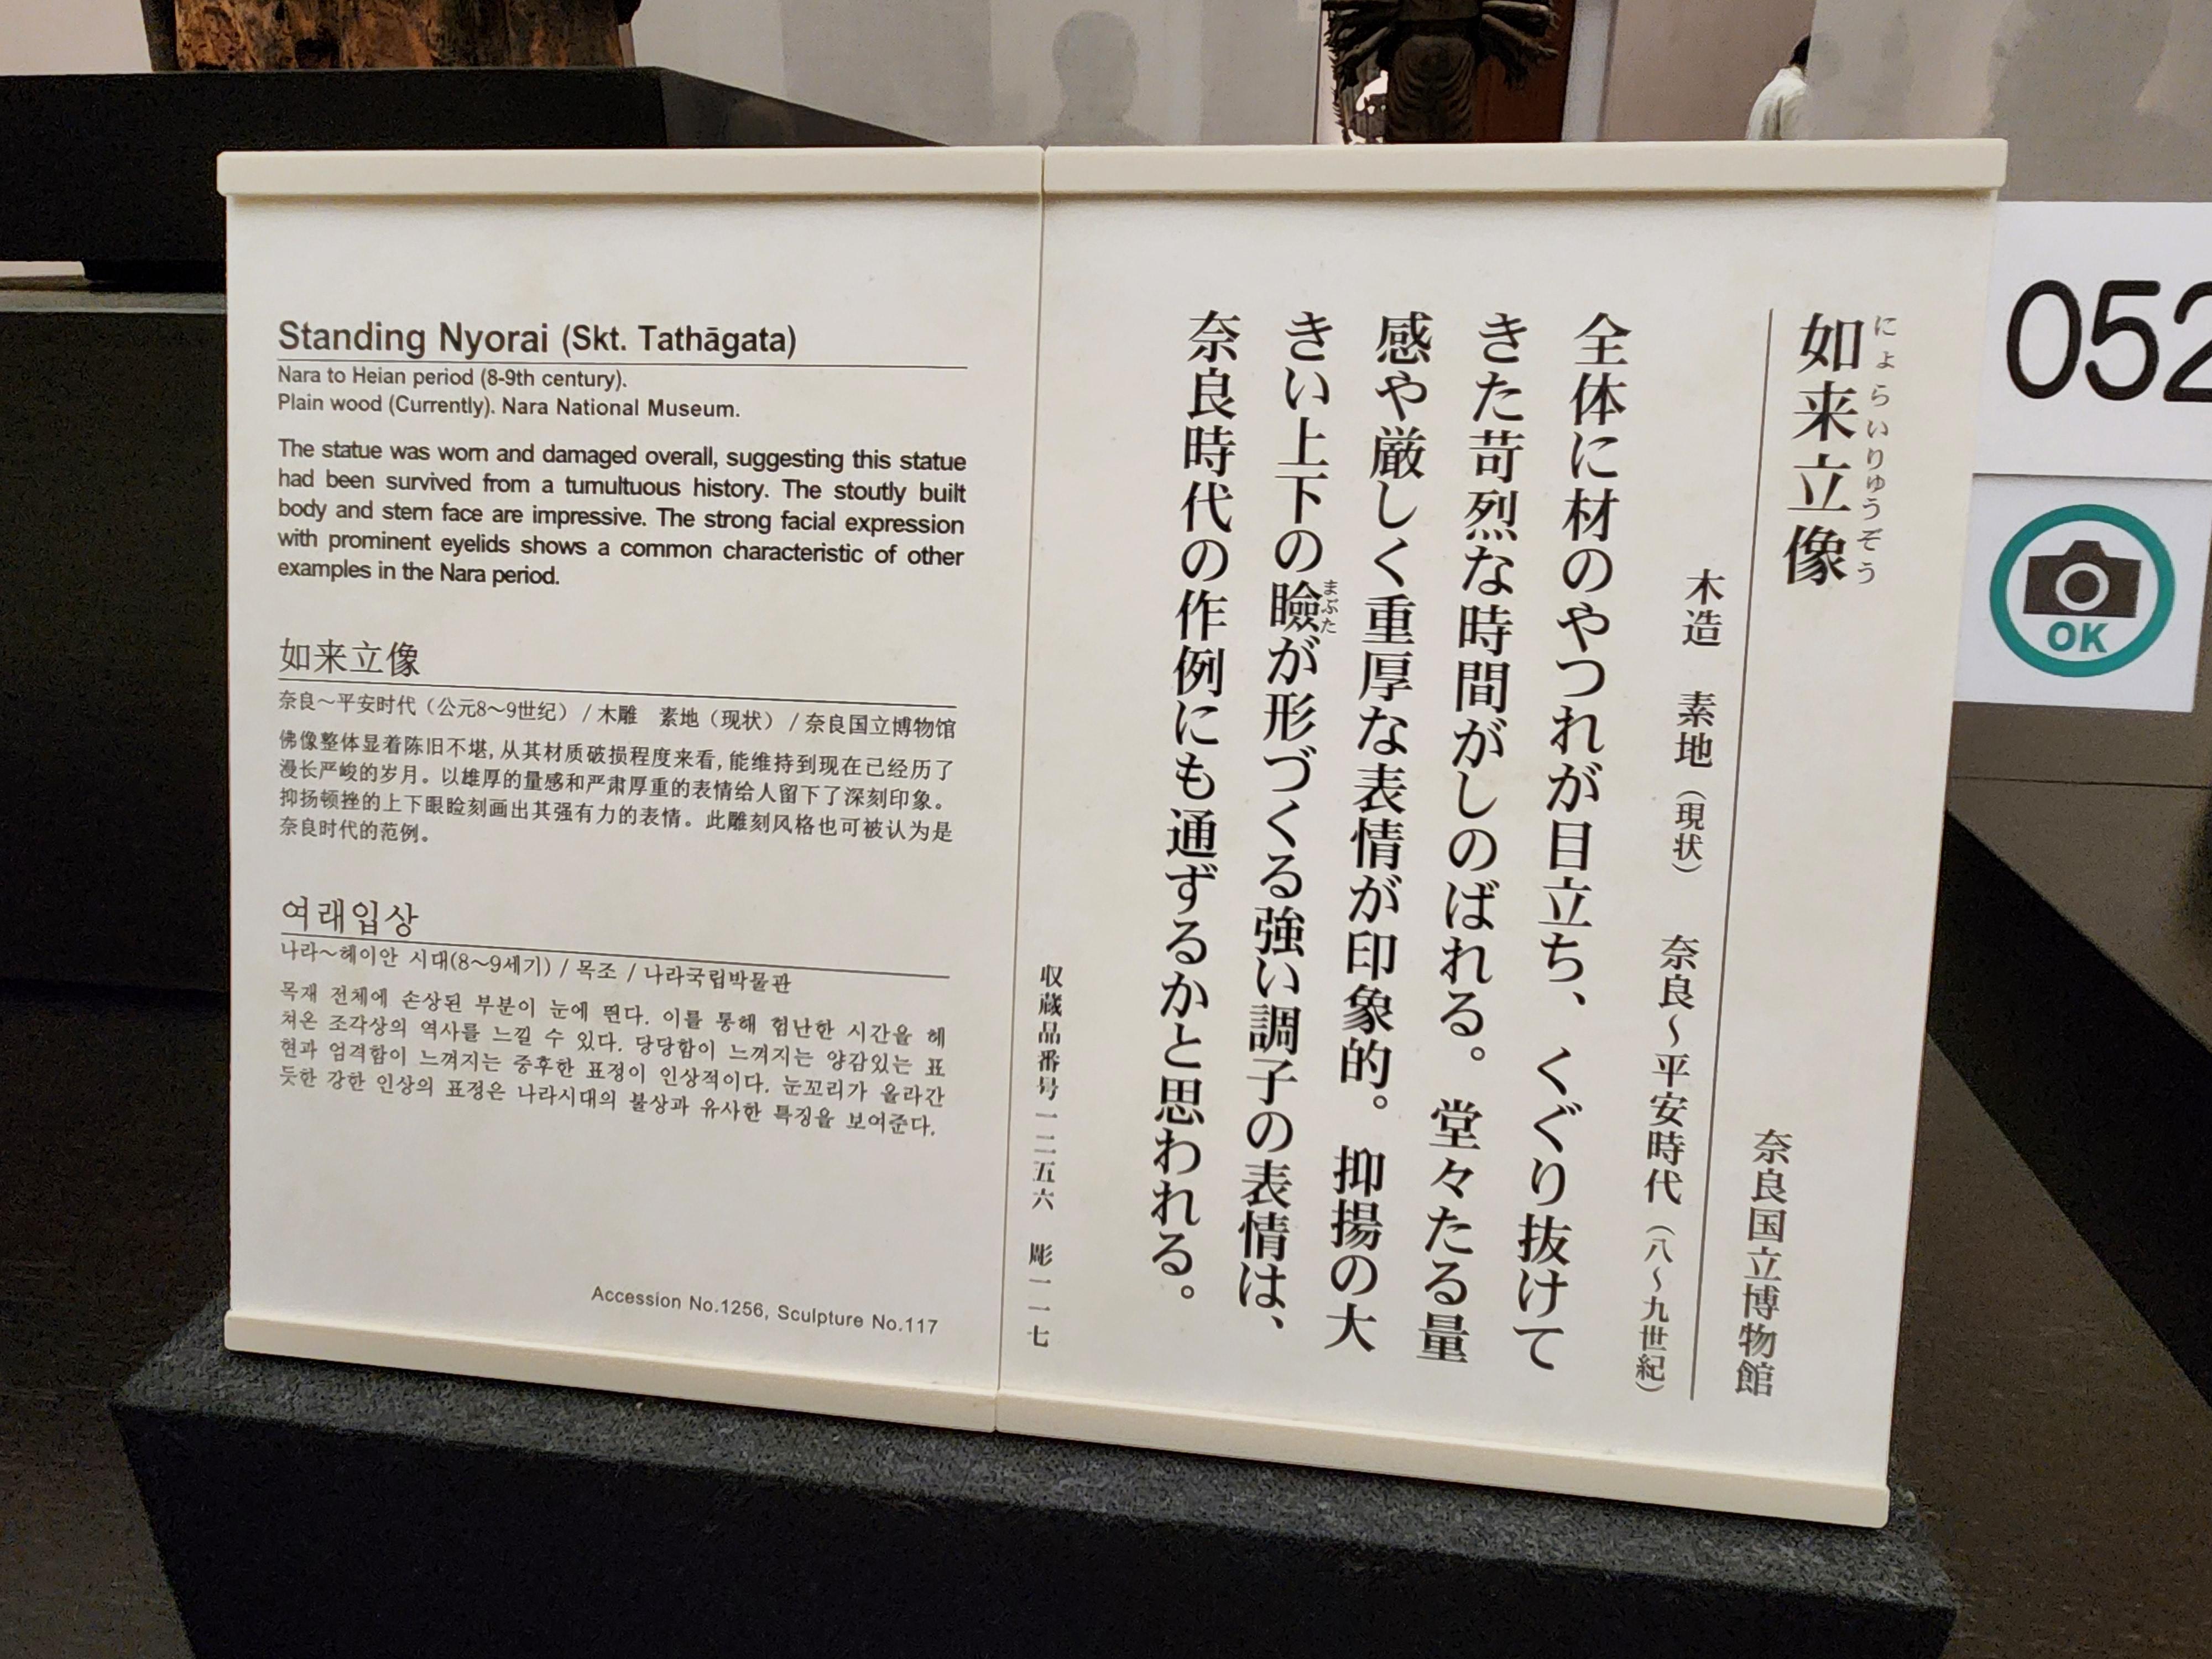 Standing Nyorai (Skt. Tathāgata)
Nara to Heian period (8-9th century).
Plain wood (Currently). Nara National Museum.
The statue was worn and damaged overall, suggesting this statue
had been survived from a tumultuous history. The stoutly built
body and stern face are impressive. The strong facial expression
with prominent eyelids shows a common characteristic of other
examples in the Nara period.
如来立像
奈良～平安时代（公元8～9世纪）/ 木雕　素地（现状）/ 奈良国立博物馆
佛像整体显着陈旧不堪,从其材质破损程度来看,能维持到现在已经历了
漫长严峻的岁月。以雄厚的量感和严肃厚重的表情给人留下了深刻印象。
抑扬顿挫的上下眼睑刻画出其强有力的表情。此雕刻风格也可被认为是
奈良时代的范例。
여래입상
나라～헤이안 시대(8～9세기) / 목조 / 나라국립박물관
목재 전체에 손상된 부분이 눈에 띈다. 이를 통해 험난한 시간을 헤
쳐온 조각상의 역사를 느낄 수 있다. 당당함이 느껴지는 양감있는 표
현과 엄격함이 느껴지는 중후한 표정이 인상적이다. 눈꼬리가 올라간
듯한 강한 인상의 표정은 나라시대의 불상과 유사한 특징을 보여준다.
Accession No.1256, Sculpture No.117
にょらいりゅうぞう
如来立像
奈良国立博物館
木造　素地（現状）　奈良～平安時代（八～九世紀）
全体に材のやつれが目立ち、くぐり抜けて
きた苛烈な時間がしのばれる。堂々たる量
感や厳しく重厚な表情が印象的。抑揚の大
まぶた
きい上下の瞼が形づくる強い調子の表情は、
奈良時代の作例にも通ずるかと思われる。
収蔵品番号一二五六　彫一一七
052
OK